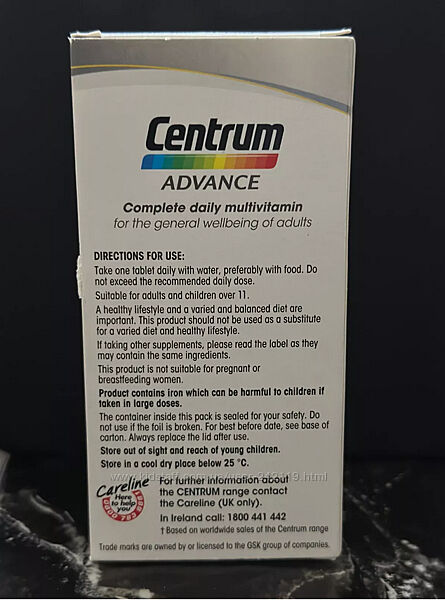 Centrum
ADVANCE
Complete daily multivitamin
for the general wellbeing of adults
DIRECTIONS FOR USE:
Take one tablet daily with water, preferably with food. Do
not exceed the recommended daily dose.
Suitable for adults and children over 11.
A healthy lifestyle and a varied and balanced diet are
important. This product should not be used as a substitute
for a varied diet and healthy lifestyle.
If taking other supplements, please read the label as they
may contain the same ingredients.
This product is not suitable for pregnant or
breastfeeding women.
Product contains iron which can be harmful to children if
taken in large doses.
The container inside this pack is sealed for your safety. Do
not use if the foil is broken. For best before date, see base of
carton. Always replace the lid after use.
Store out of sight and reach of young children.
Store in a cool dry place below 25 °C.
Careline
Here
to help
you
For further information about
the CENTRUM range contact
the Careline (UK only).
In Ireland call: 1800 441 442
† Based on worldwide sales of the Centrum range
Trade marks are owned by or licensed to the GSK group of companies.